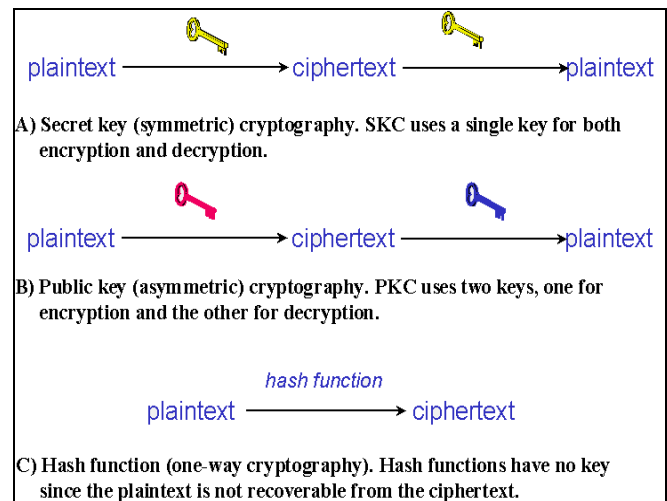 plaintext ciphertext plaintext
A) Secret key (symmetric) cryptography. SKC uses a single key for both
encryption and decryption.
plaintext ciphertext plaintext
B) Public key (asymmetric) cryptography. PKC uses two keys, one for
encryption and the other for decryption.
hash function
plaintext ciphertext
C) Hash function (one-way cryptography). Hash functions have no key
since the plaintext is not recoverable from the ciphertext.